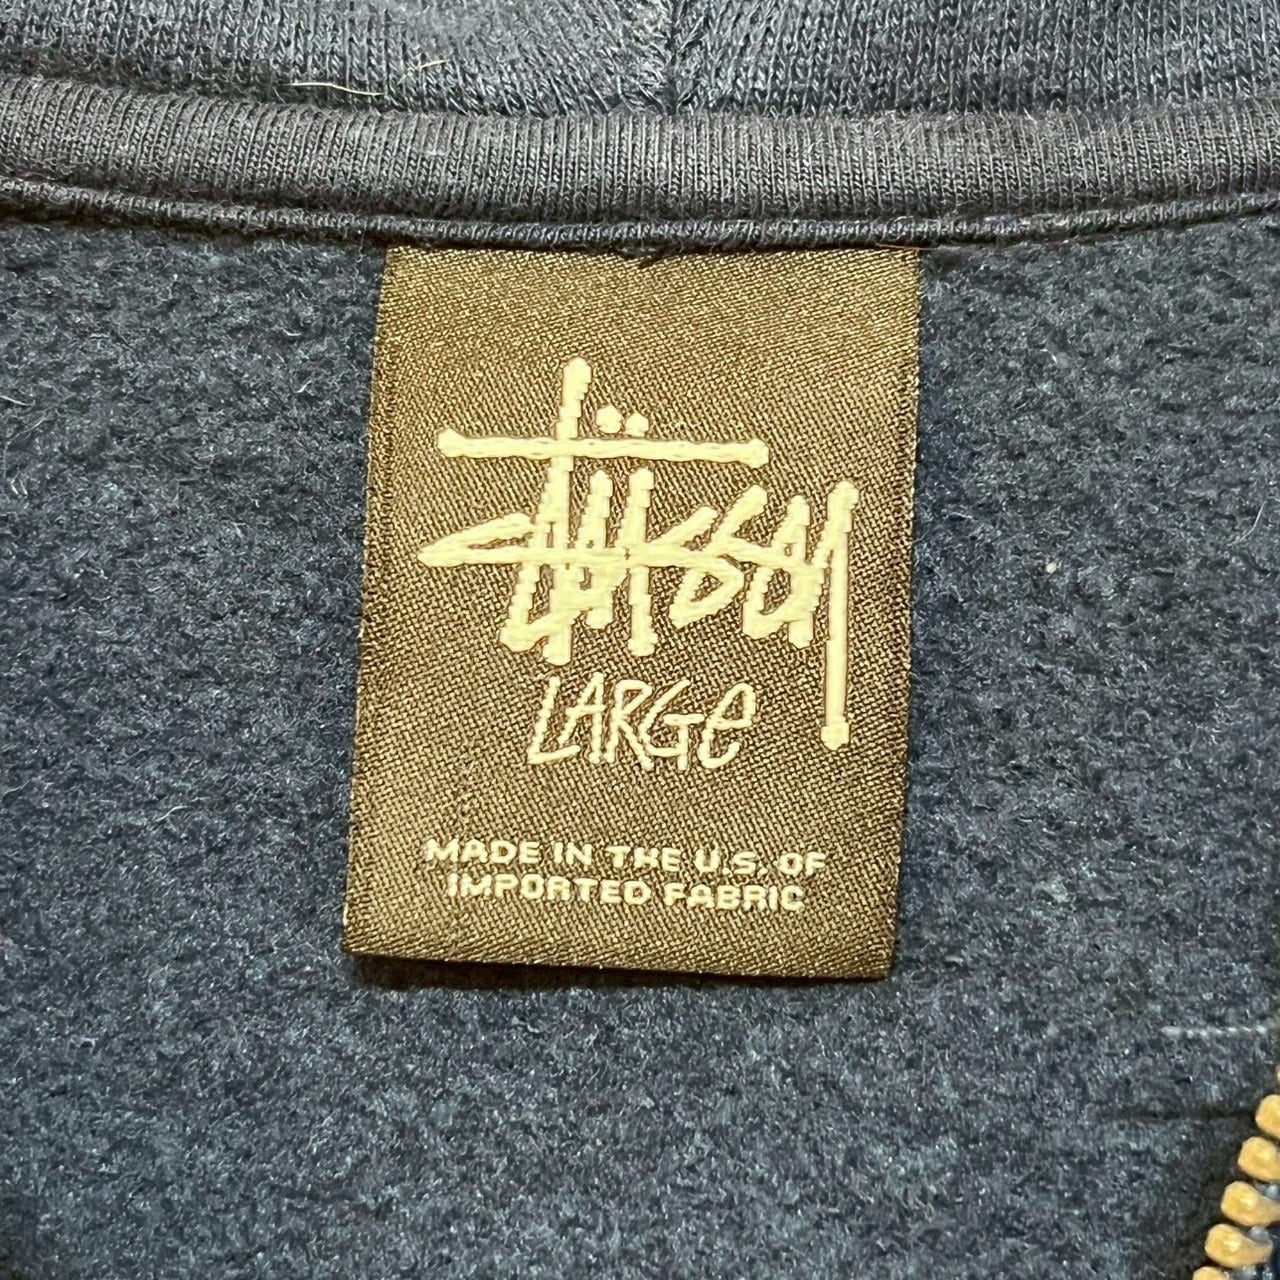 Stüssy
LARGe
MADE IN THE U.S. OF
IMPORTED FABRIC